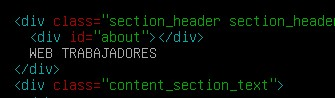 <div class="section_header section_header
<div id="about"></div>
WEB TRABAJADORES
</div>
<div class="content_section_text">